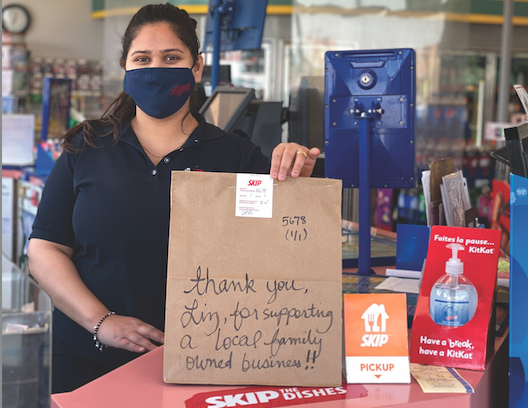 SKIP
5678
(1/1)
thank you,
Lin, for supporting
a local family
owned business!!
Faites la pause...
KitKat®
Have a break,
have a KitKat®
SKIP
PICKUP
SKIP THE DISHES